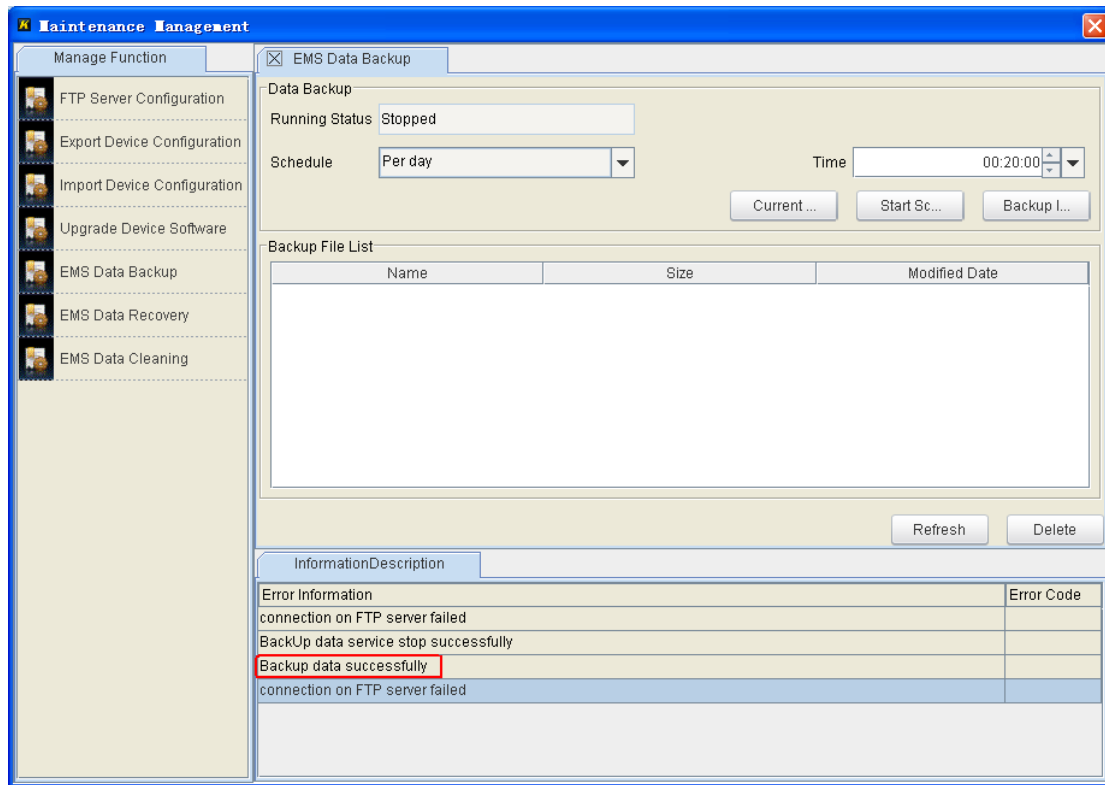 Maintenance Management
Manage Function
FTP Server Configuration
Export Device Configuration
Import Device Configuration
Upgrade Device Software
EMS Data Backup
EMS Data Recovery
EMS Data Cleaning
EMS Data Backup
Data Backup
Running Status Stopped
Schedule Per day Time 00:20:00
Current ... Start Sc... Backup I...
Backup File List
Name Size Modified Date
Refresh Delete
InformationDescription
Error Information Error Code
connection on FTP server failed
BackUp data service stop successfully
Backup data successfully
connection on FTP server failed